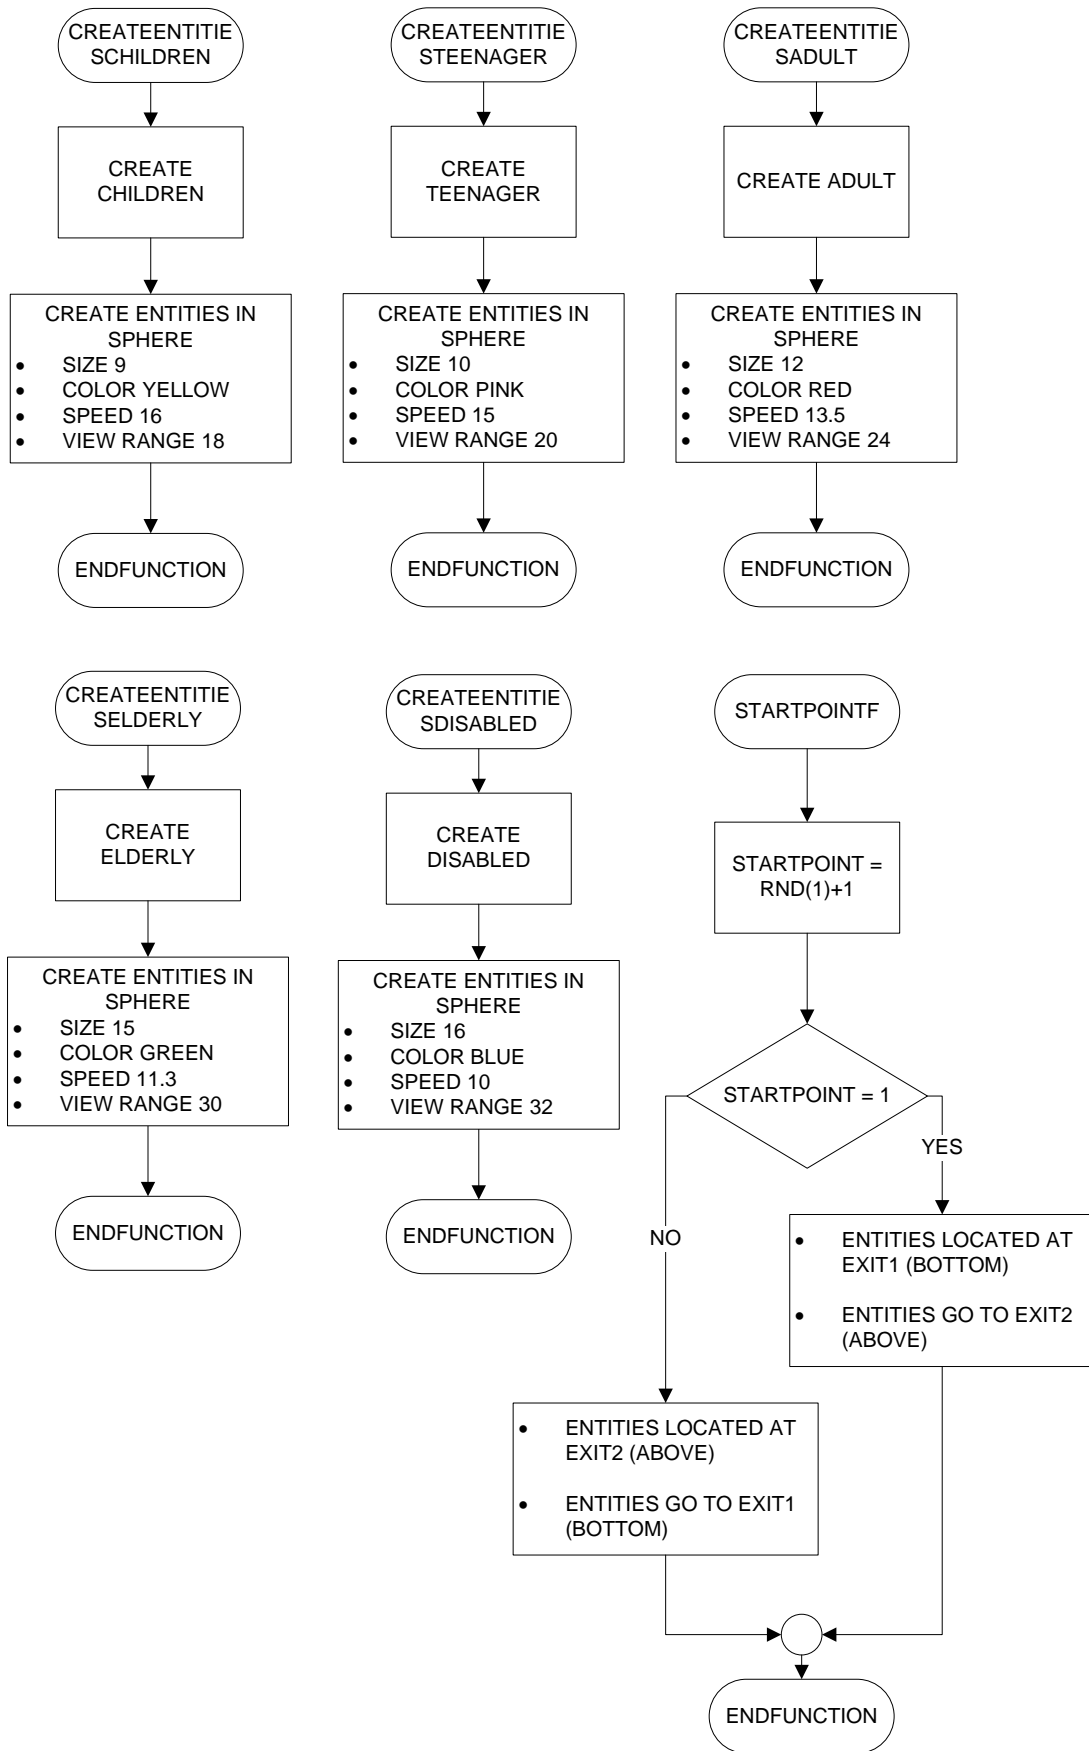 CREATEENTITIE
SCHILDREN
CREATE
CHILDREN
CREATE ENTITIES IN
SPHERE
• SIZE 9
• COLOR YELLOW
• SPEED 16
• VIEW RANGE 18
ENDFUNCTION
CREATEENTITIE
STEENAGER
CREATE
TEENAGER
CREATE ENTITIES IN
SPHERE
• SIZE 10
• COLOR PINK
• SPEED 15
• VIEW RANGE 20
ENDFUNCTION
CREATEENTITIE
SADULT
CREATE ADULT
CREATE ENTITIES IN
SPHERE
• SIZE 12
• COLOR RED
• SPEED 13.5
• VIEW RANGE 24
ENDFUNCTION
CREATEENTITIE
SELDERLY
CREATE
ELDERLY
CREATE ENTITIES IN
SPHERE
• SIZE 15
• COLOR GREEN
• SPEED 11.3
• VIEW RANGE 30
ENDFUNCTION
CREATEENTITIE
SDISABLED
CREATE
DISABLED
CREATE ENTITIES IN
SPHERE
• SIZE 16
• COLOR BLUE
• SPEED 10
• VIEW RANGE 32
ENDFUNCTION
STARTPOINTF
STARTPOINT =
RND(1)+1
STARTPOINT = 1
YES
NO
• ENTITIES LOCATED AT
EXIT1 (BOTTOM)
• ENTITIES GO TO EXIT2
(ABOVE)
• ENTITIES LOCATED AT
EXIT2 (ABOVE)
• ENTITIES GO TO EXIT1
(BOTTOM)
ENDFUNCTION